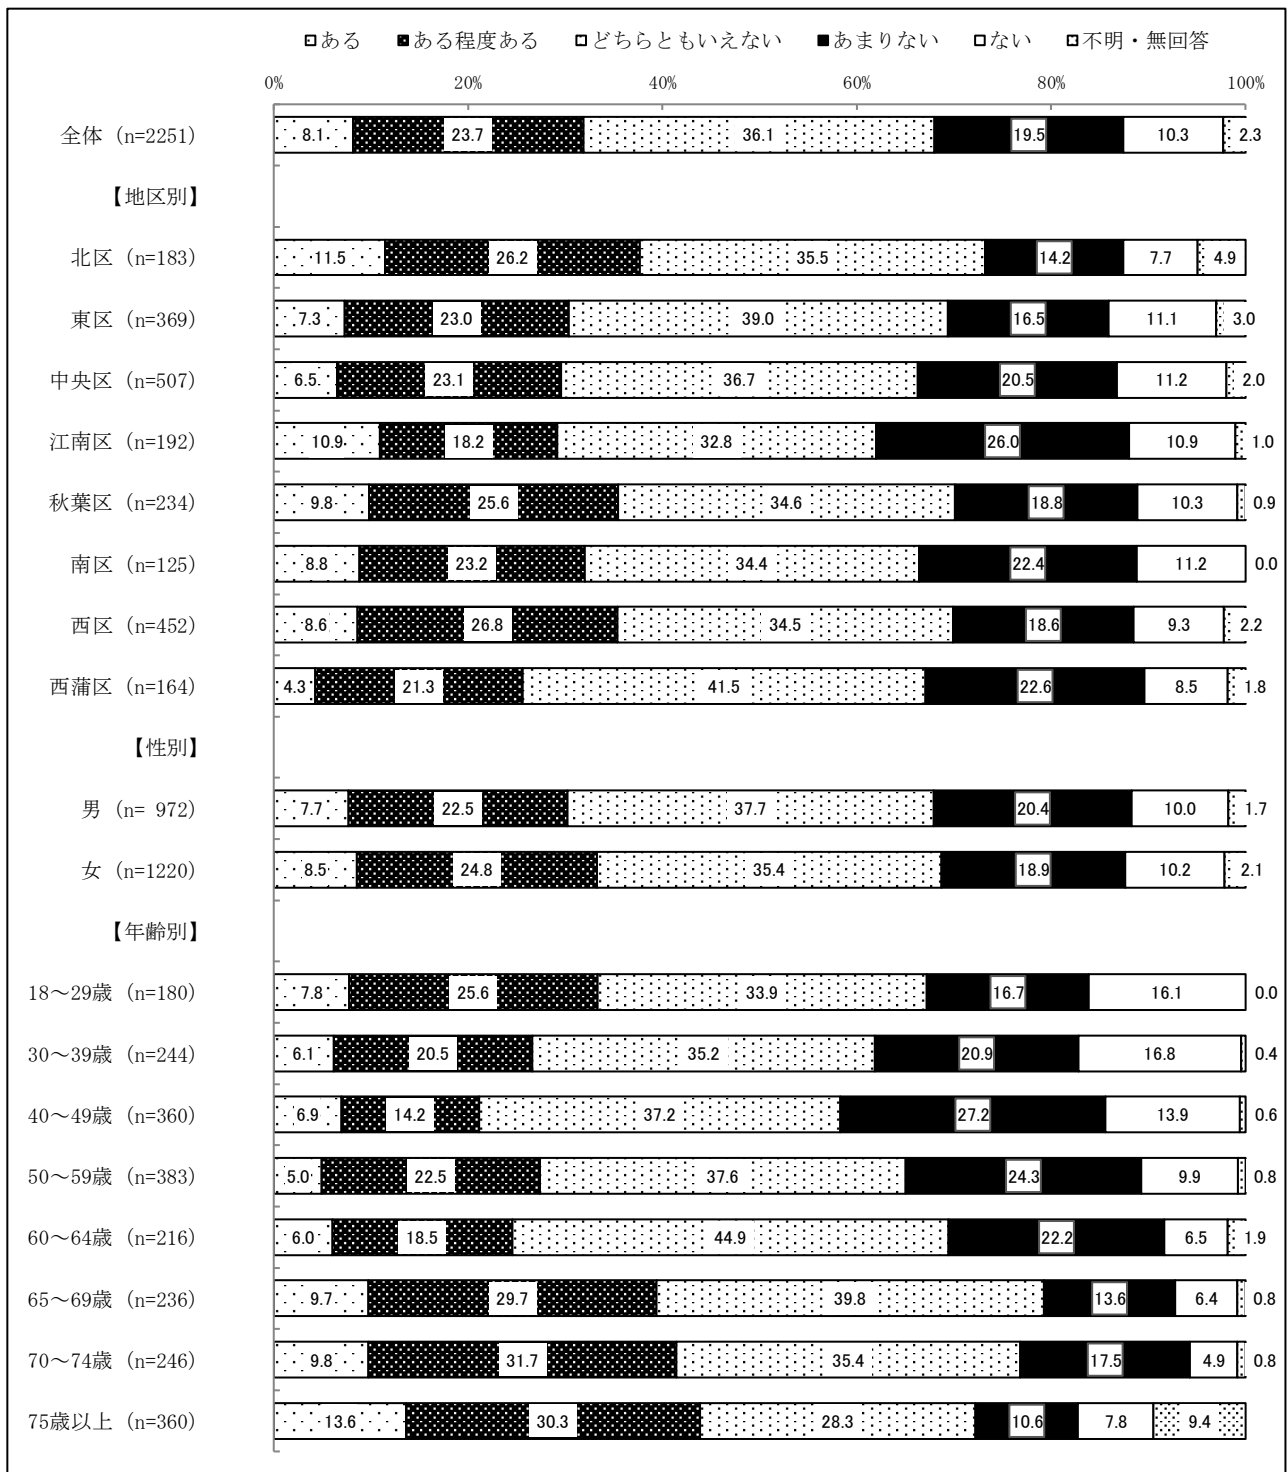 ある ある程度ある どちらともいえない あまりない ない 不明・無回答
0% 20% 40% 60% 80% 100%
全体 (n=2251) 8.1 23.7 36.1 19.5 10.3 2.3
【地区別】
北区 (n=183) 11.5 26.2 35.5 14.2 7.7 4.9
東区 (n=369) 7.3 23.0 39.0 16.5 11.1 3.0
中央区 (n=507) 6.5 23.1 36.7 20.5 11.2 2.0
江南区 (n=192) 10.9 18.2 32.8 26.0 10.9 1.0
秋葉区 (n=234) 9.8 25.6 34.6 18.8 10.3 0.9
南区 (n=125) 8.8 23.2 34.4 22.4 11.2 0.0
西区 (n=452) 8.6 26.8 34.5 18.6 9.3 2.2
西蒲区 (n=164) 4.3 21.3 41.5 22.6 8.5 1.8
【性別】
男 (n= 972) 7.7 22.5 37.7 20.4 10.0 1.7
女 (n=1220) 8.5 24.8 35.4 18.9 10.2 2.1
【年齢別】
18～29歳 (n=180) 7.8 25.6 33.9 16.7 16.1 0.0
30～39歳 (n=244) 6.1 20.5 35.2 20.9 16.8 0.4
40～49歳 (n=360) 6.9 14.2 37.2 27.2 13.9 0.6
50～59歳 (n=383) 5.0 22.5 37.6 24.3 9.9 0.8
60～64歳 (n=216) 6.0 18.5 44.9 22.2 6.5 1.9
65～69歳 (n=236) 9.7 29.7 39.8 13.6 6.4 0.8
70～74歳 (n=246) 9.8 31.7 35.4 17.5 4.9 0.8
75歳以上 (n=360) 13.6 30.3 28.3 10.6 7.8 9.4